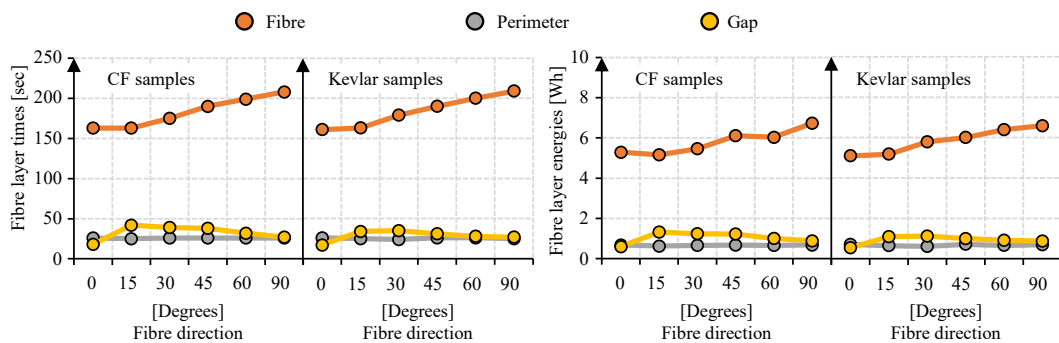 Fibre Perimeter Gap
Fibre layer times [sec]
250
200
150
100
50
0
CF samples
Kevlar samples
0 15 30 45 60 90
0 15 30 45 60 90
[Degrees]
Fibre direction
[Degrees]
Fibre direction
Fibre layer energies [Wh]
10
8
6
4
2
0
CF samples
Kevlar samples
0 15 30 45 60 90
0 15 30 45 60 90
[Degrees]
Fibre direction
[Degrees]
Fibre direction